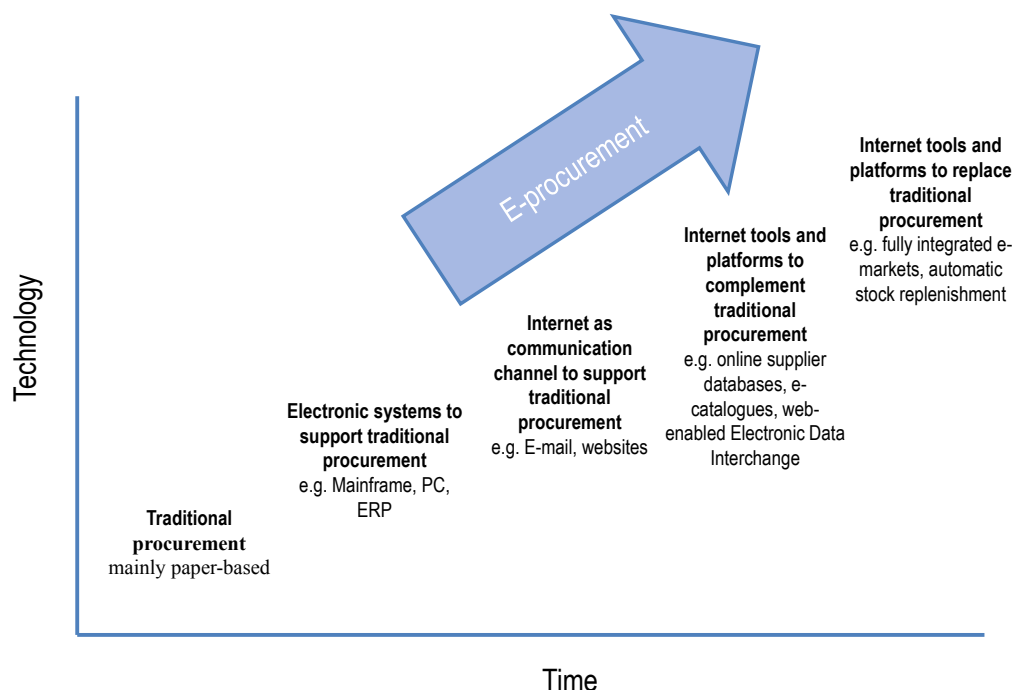 E-procurement
Technology
Traditional
procurement
mainly paper-based
Electronic systems to
support traditional
procurement
e.g. Mainframe, PC,
ERP
Internet as
communication
channel to support
traditional
procurement
e.g. E-mail, websites
Internet tools and
platforms to
complement
traditional
procurement
e.g. online supplier
databases, e-
catalogues, web-
enabled Electronic Data
Interchange
Internet tools and
platforms to replace
traditional
procurement
e.g. fully integrated e-
markets, automatic
stock replenishment
Time